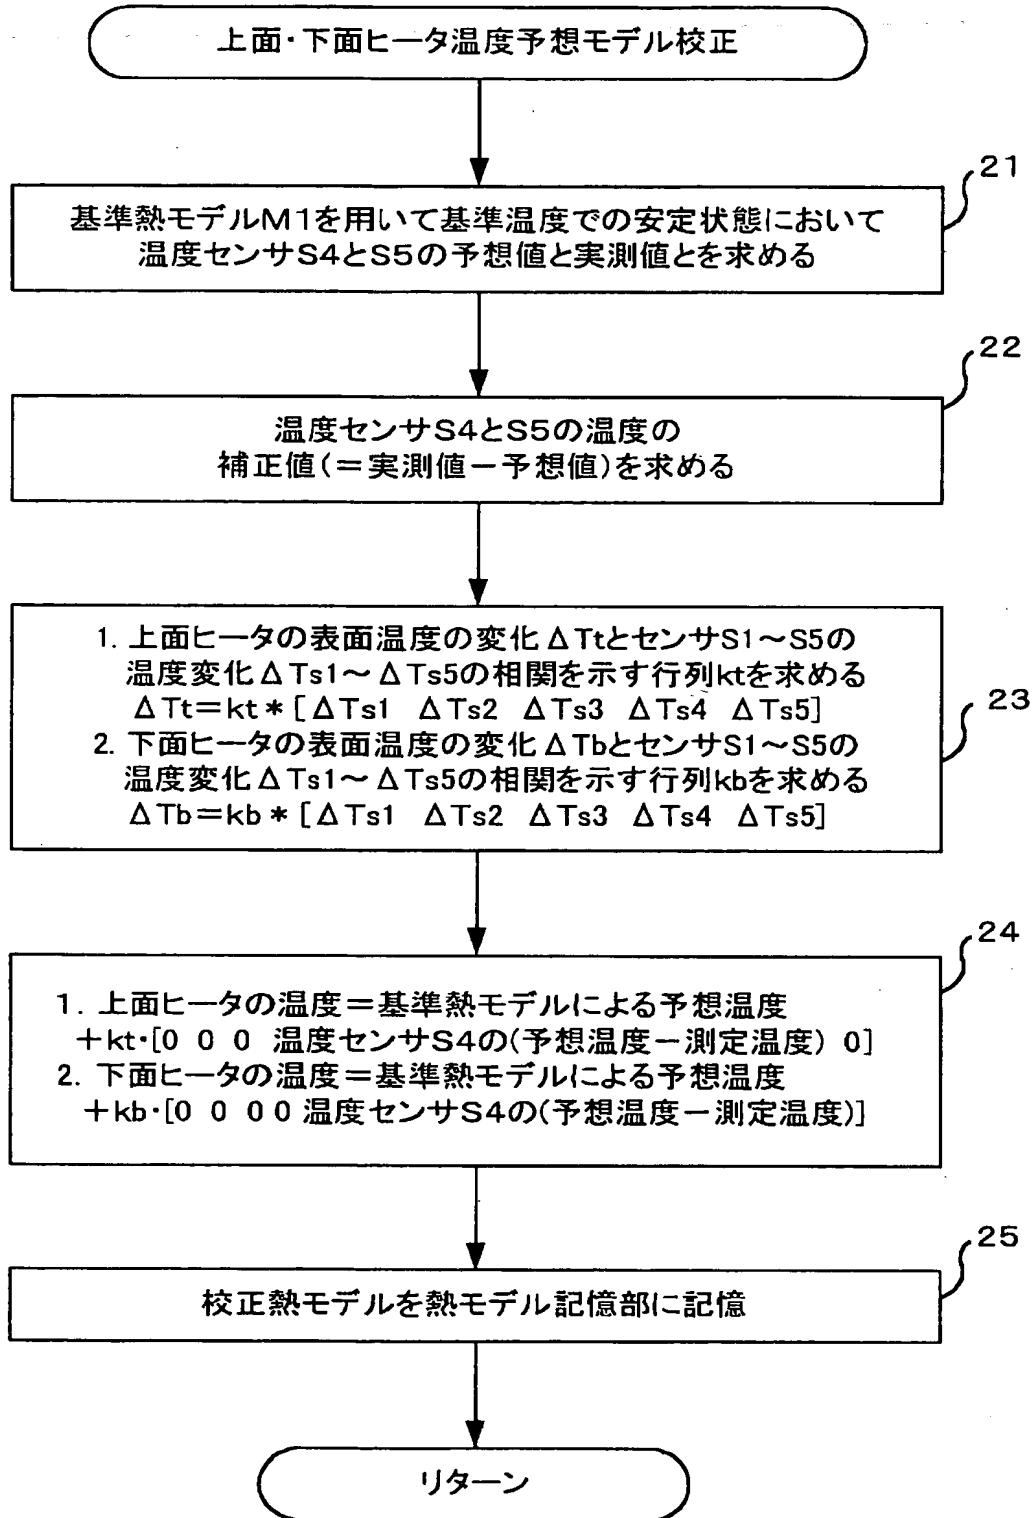 上面・下面ヒータ温度予想モデル校正
21
基準熱モデルM1を用いて基準温度での安定状態において
温度センサS4とS5の予想値と実測値とを求める
22
温度センサS4とS5の温度の
補正値(=実測値-予想値)を求める
23
1. 上面ヒータの表面温度の変化ΔTtとセンサS1～S5の
温度変化ΔTs1～ΔTs5の相関を示す行列ktを求める
ΔTt=kt*[ΔTs1 ΔTs2 ΔTs3 ΔTs4 ΔTs5]
2. 下面ヒータの表面温度の変化ΔTbとセンサS1～S5の
温度変化ΔTs1～ΔTs5の相関を示す行列kbを求める
ΔTb=kb*[ΔTs1 ΔTs2 ΔTs3 ΔTs4 ΔTs5]
24
1. 上面ヒータの温度=基準熱モデルによる予想温度
+kt・[0 0 0 温度センサS4の(予想温度-測定温度) 0]
2. 下面ヒータの温度=基準熱モデルによる予想温度
+kb・[0 0 0 0 温度センサS4の(予想温度-測定温度)]
25
校正熱モデルを熱モデル記憶部に記憶
リターン